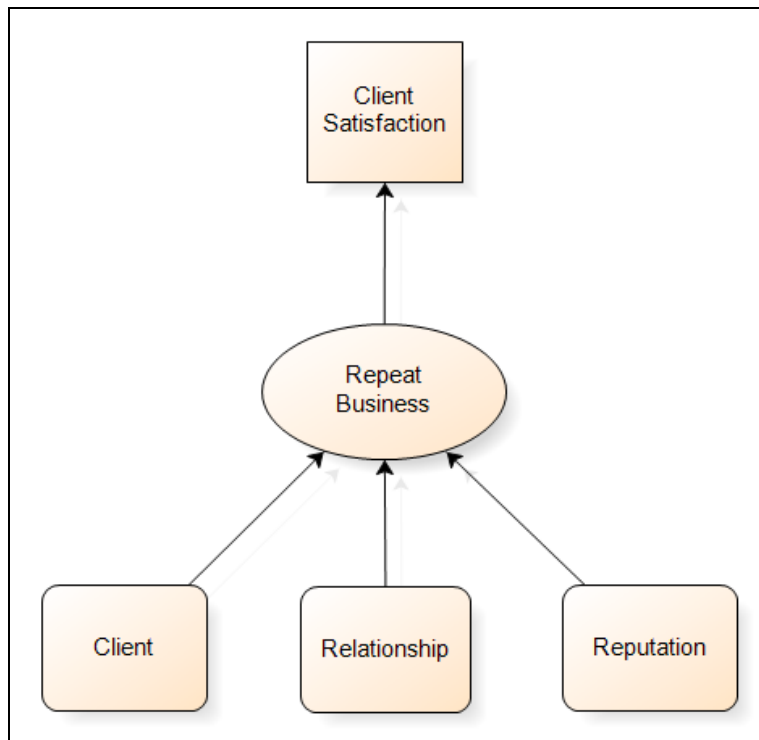 Client
Satisfaction
Repeat
Business
Client
Relationship
Reputation